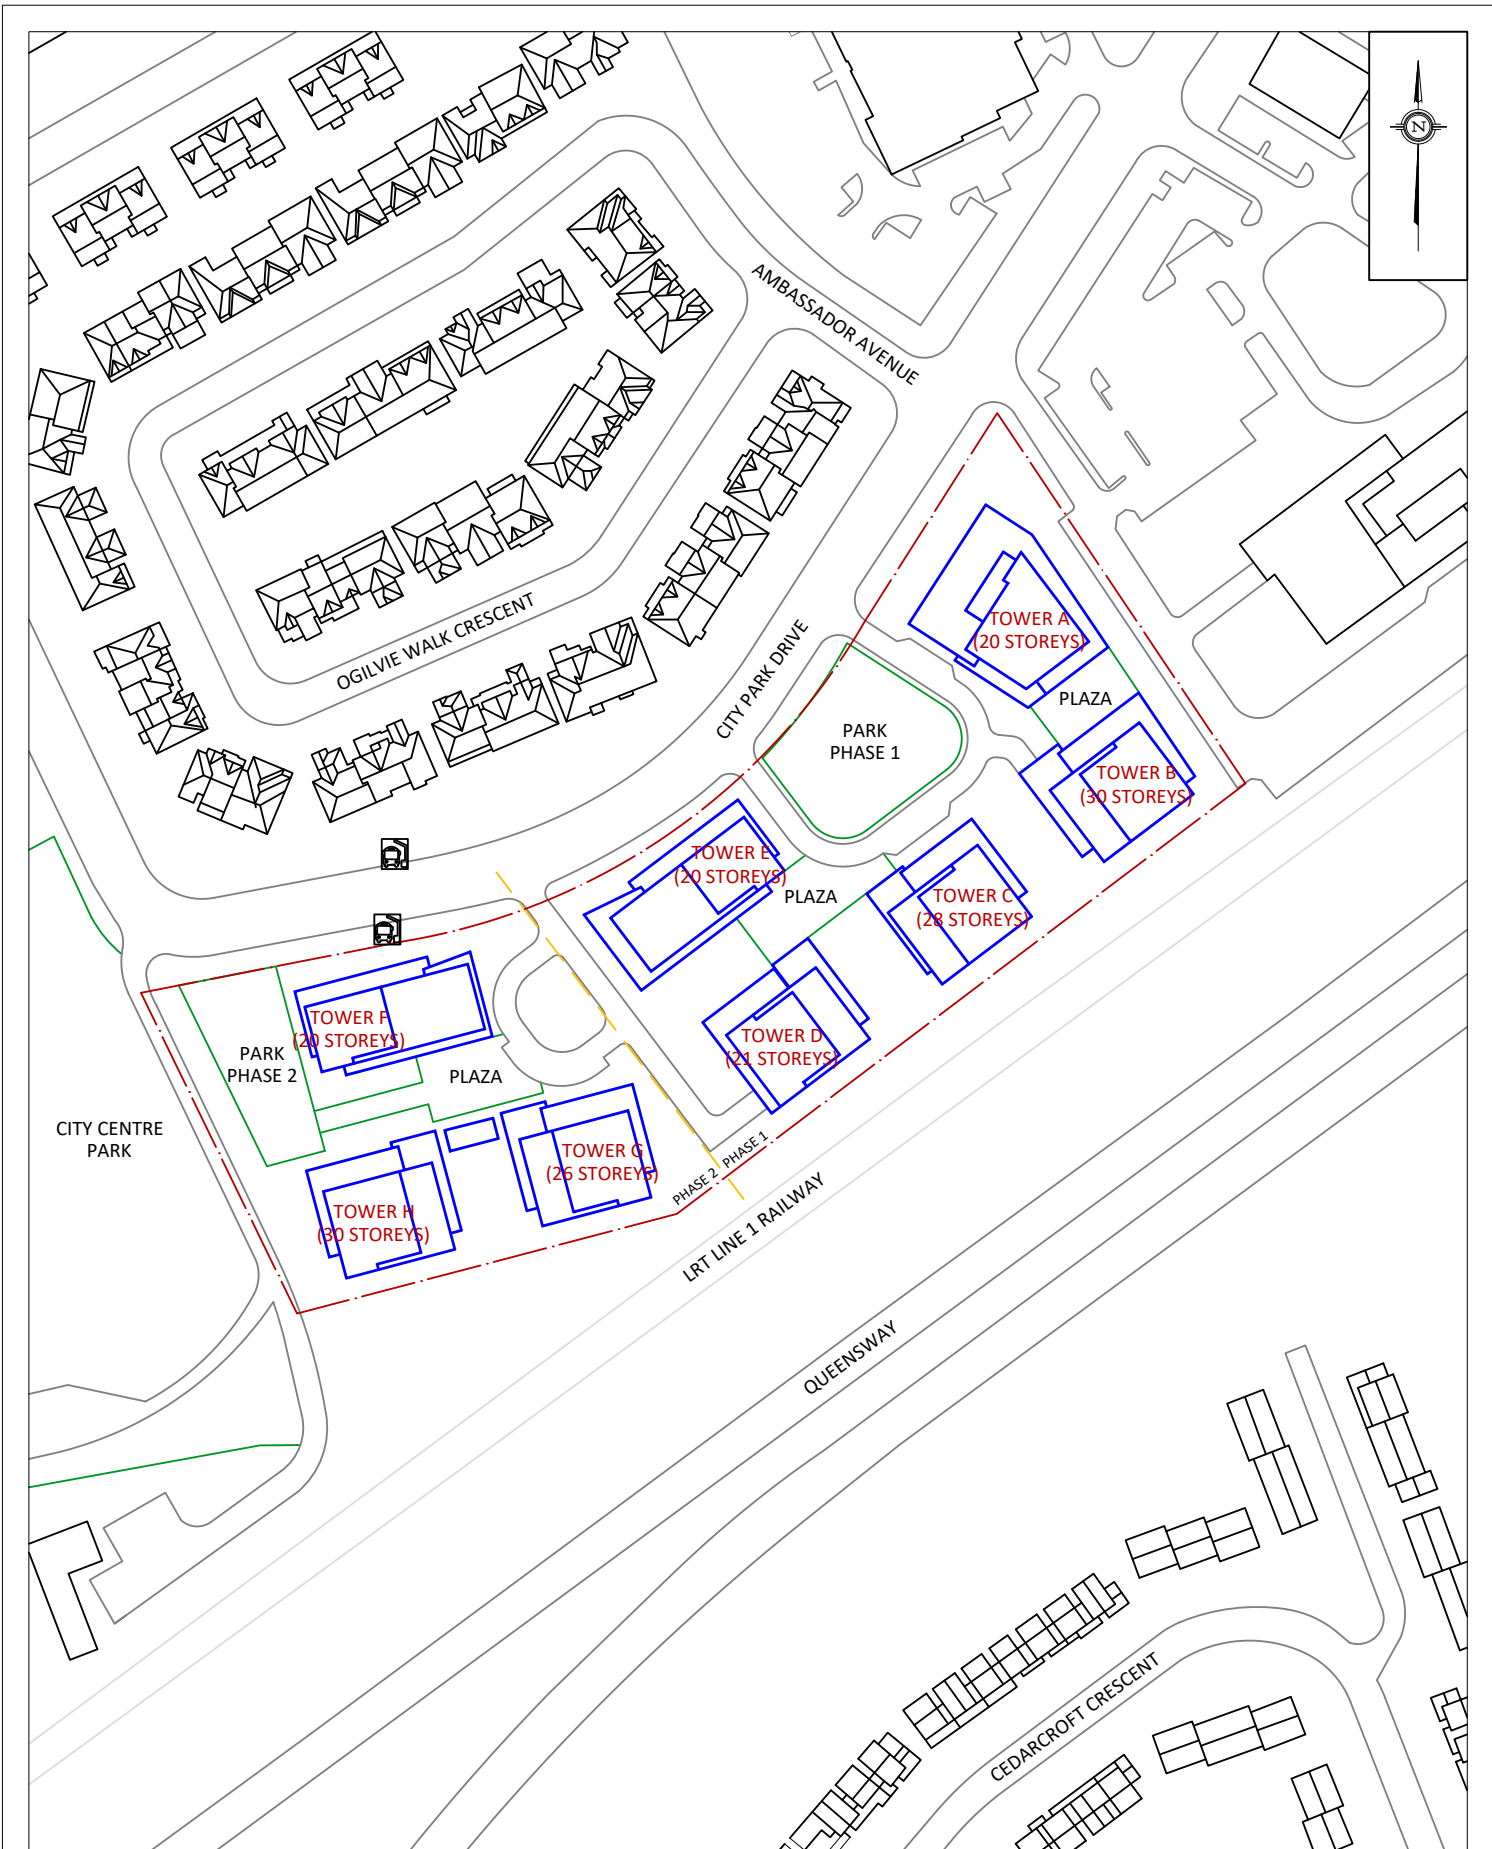 N
AMBASSADOR AVENUE
OGILVIE WALK CRESCENT
CITY PARK DRIVE
TOWER A
(20 STOREYS)
PLAZA
PARK
PHASE 1
TOWER B
(30 STOREYS)
TOWER E
(20 STOREYS)
PLAZA
TOWER C
(28 STOREYS)
TOWER F
(20 STOREYS)
PARK
PHASE 2
PLAZA
TOWER D
(21 STOREYS)
CITY CENTRE
PARK
TOWER G
(26 STOREYS)
PHASE 2
PHASE 1
TOWER H
(30 STOREYS)
LRT LINE 1 RAILWAY
QUEENSWAY
CEDARCROFT CRESCENT